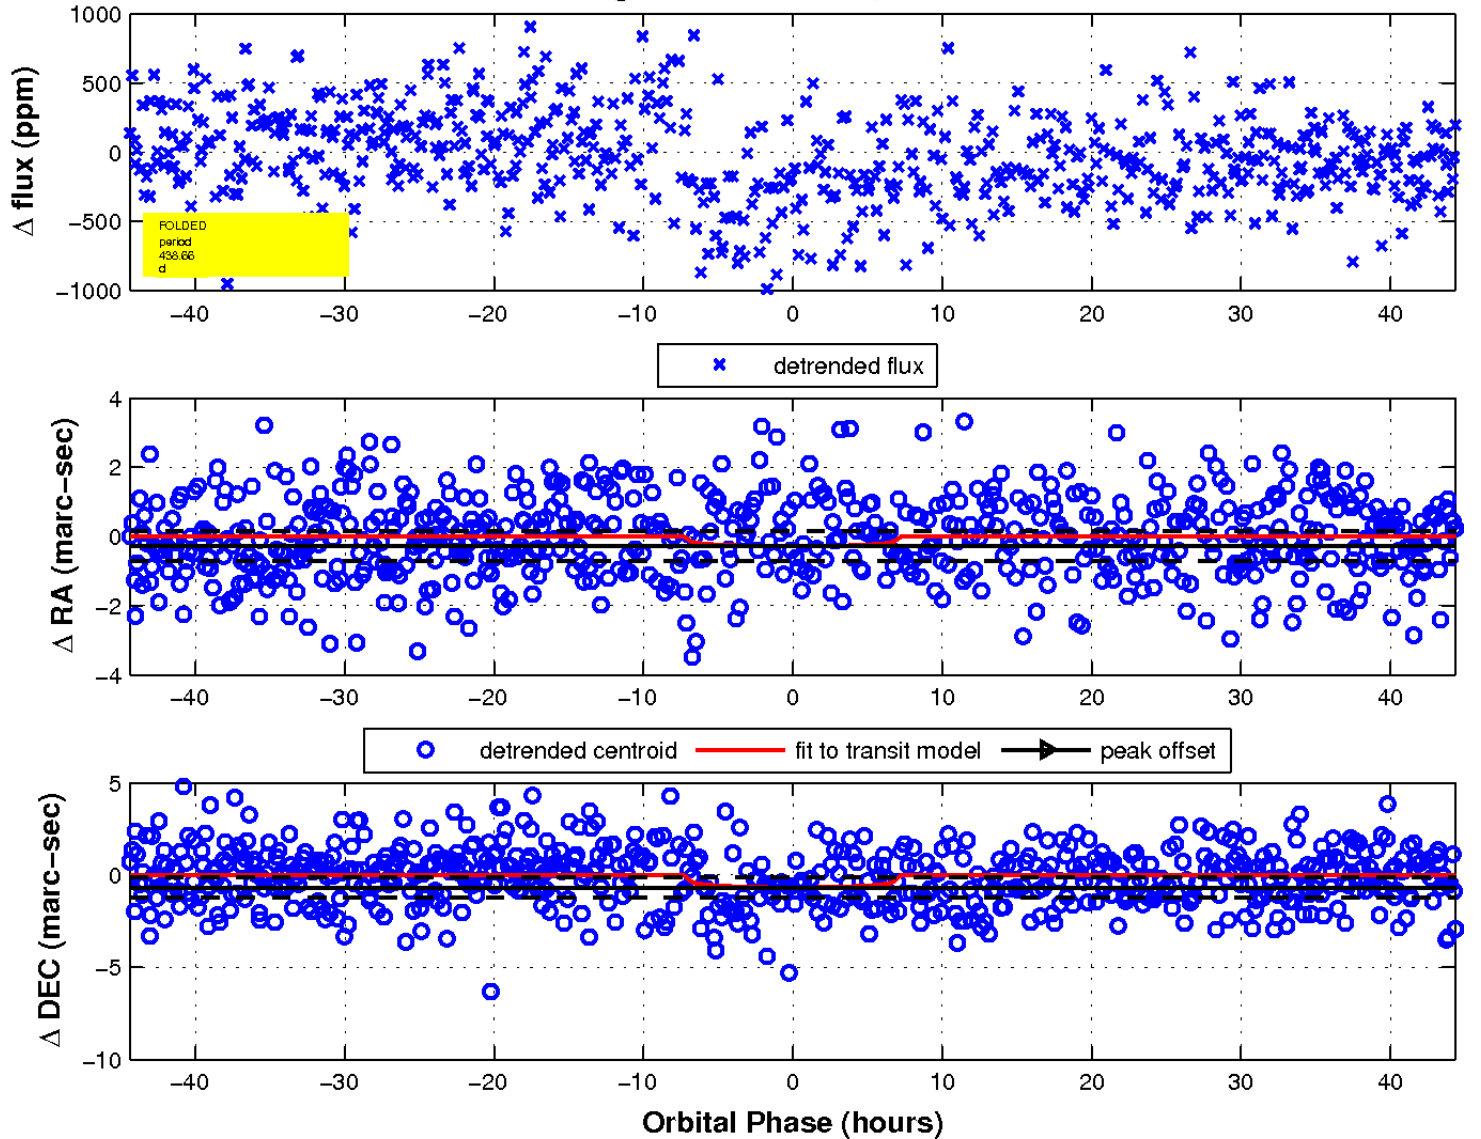 1000
500
0
−500
−1000
Δ flux (ppm)
FOLDED
period
438.66
d
−40 −30 −20 −10 0 10 20 30 40
detrended flux
4
2
0
−2
−4
Δ RA (marc−sec)
−40 −30 −20 −10 0 10 20 30 40
detrended centroid fit to transit model peak offset
5
0
−5
−10
Δ DEC (marc−sec)
−40 −30 −20 −10 0 10 20 30 40
Orbital Phase (hours)